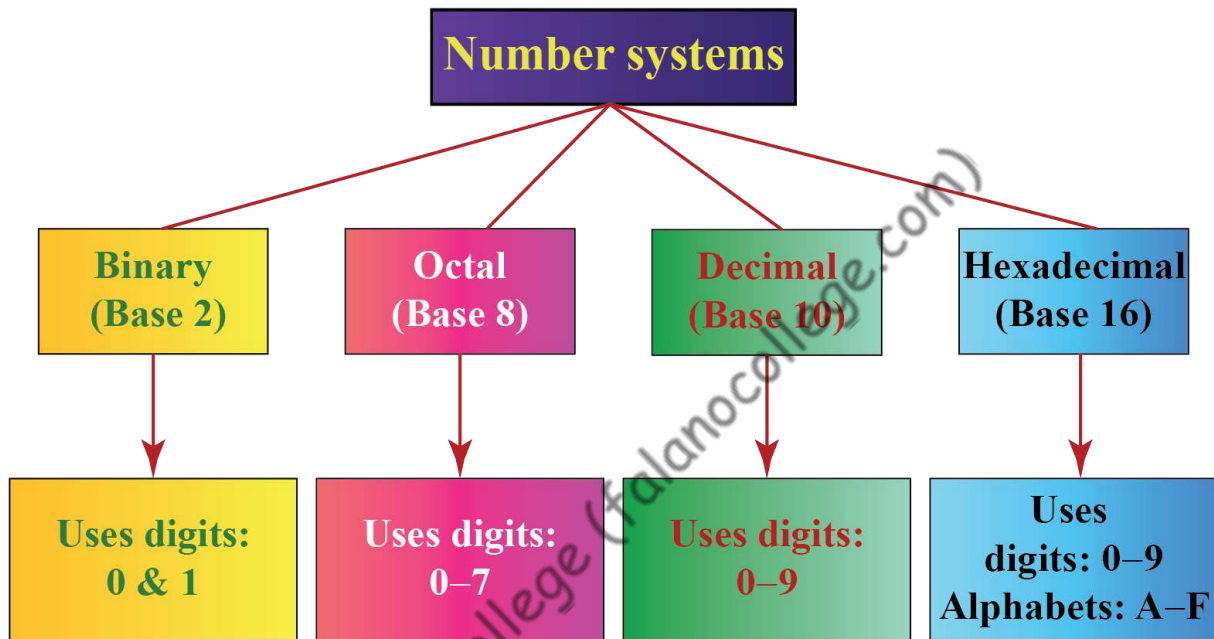 Number systems
Binary
(Base 2)
Octal
(Base 8)
Decimal
(Base 10)
Hexadecimal
(Base 16)
Uses digits:
0 & 1
Uses digits:
0–7
Uses digits:
0–9
Uses
digits: 0–9
Alphabets: A–F
college (falanocollege.com)